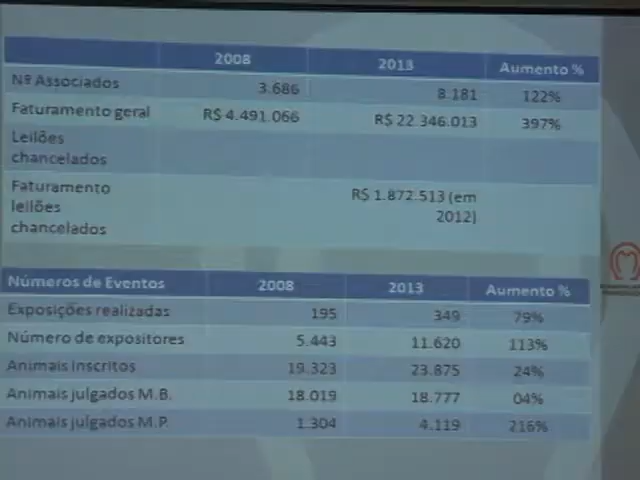 2008 2013 Aumento %
Nº Associados 3.686 8.181 122%
Faturamento geral R$ 4.491.066 R$ 22.346.013 397%
Leilões
chancelados
Faturamento R$ 1.872.513 (em
leilões 2012)
chancelados
Números de Eventos 2008 2013 Aumento %
Exposições realizadas 195 349 79%
Número de expositores 5.443 11.620 113%
Animais Inscritos 19.323 23.875 24%
Animais julgados M.B. 18.019 18.777 04%
Animais julgados M.P. 1.304 4.119 216%